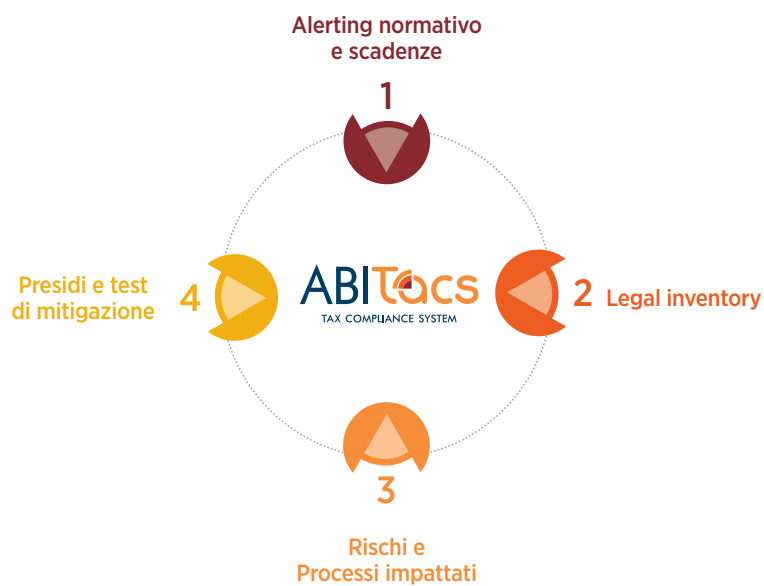 Alerting normativo
e scadenze
1
ABITacs
TAX COMPLIANCE SYSTEM
2 Legal inventory
3
Rischi e
Processi impattati
Presidi e test
di mitigazione
4